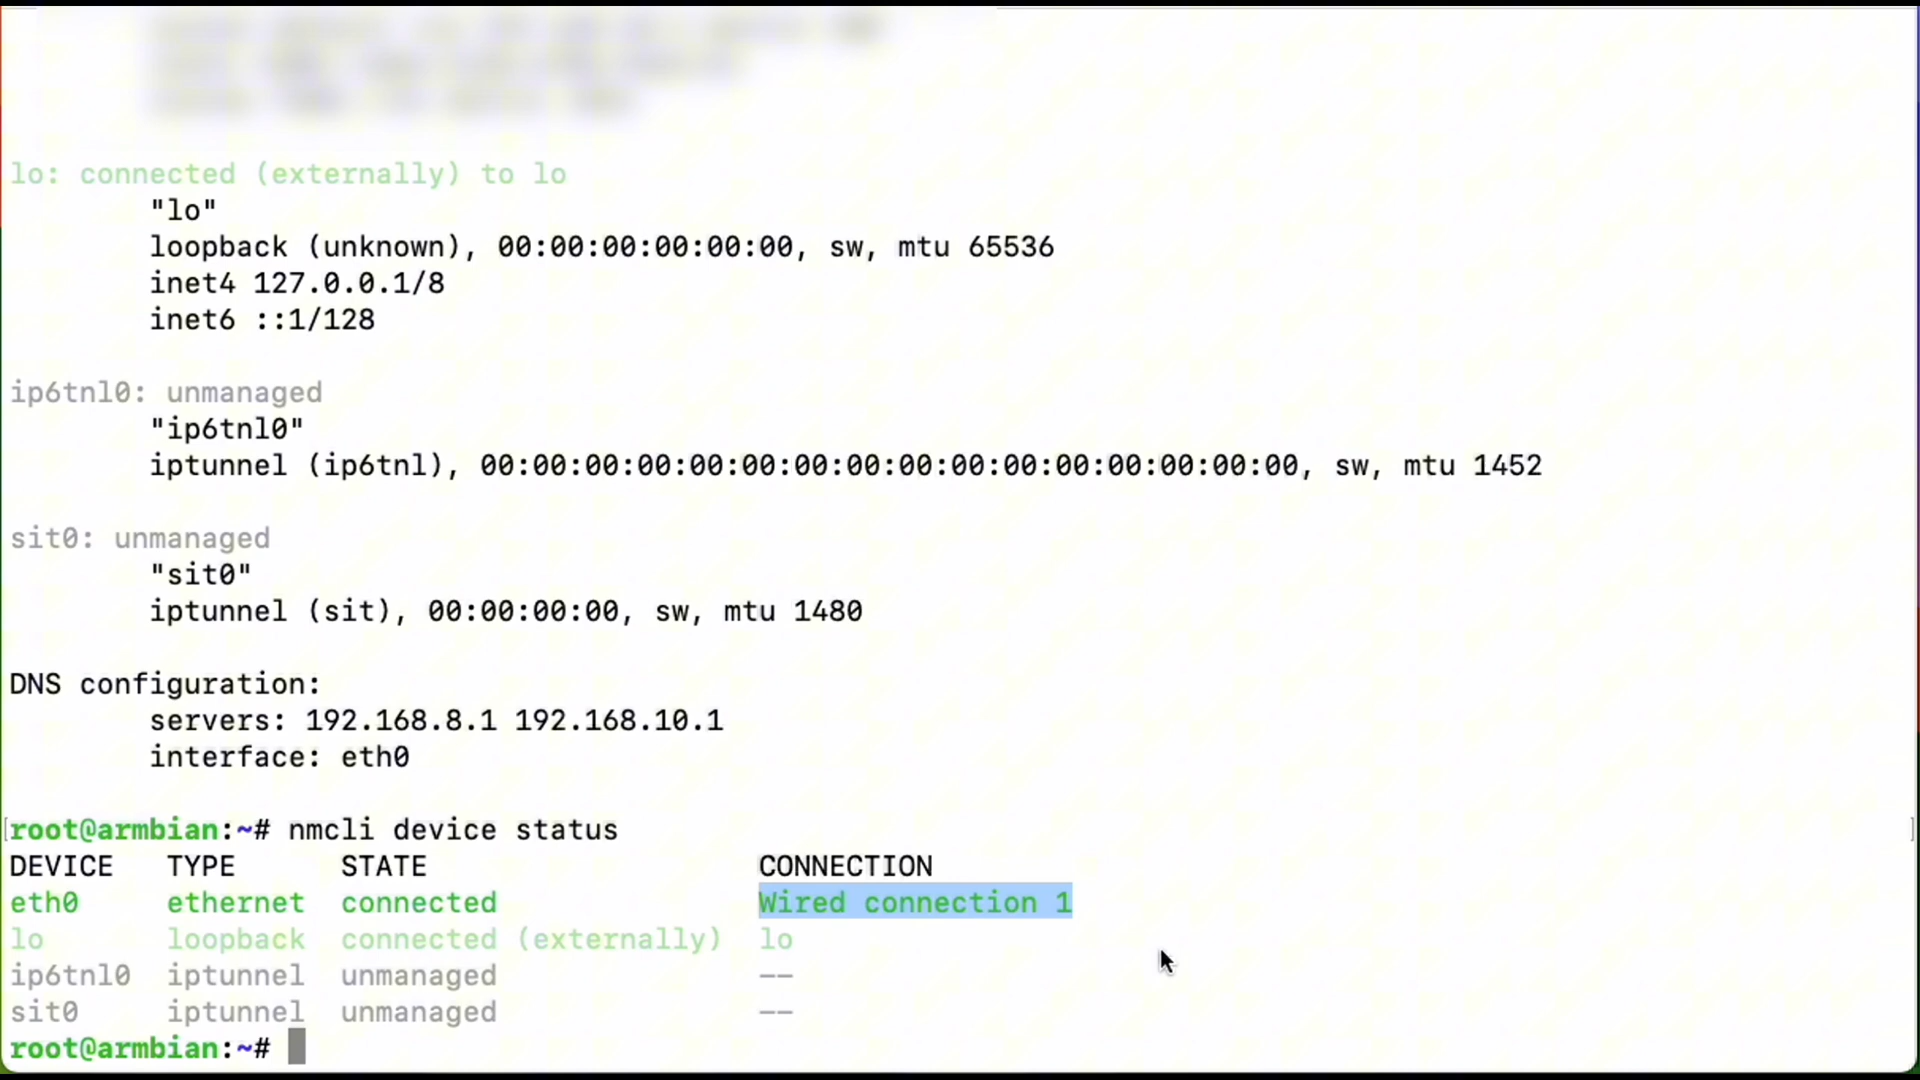 lo: connected (externally) to lo
"lo"
loopback (unknown), 00:00:00:00:00:00, sw, mtu 65536
inet4 127.0.0.1/8
inet6 ::1/128
ip6tnl0: unmanaged
"ip6tnl0"
iptunnel (ip6tnl), 00:00:00:00:00:00:00:00:00:00:00:00:00:00:00:00, sw, mtu 1452
sit0: unmanaged
"sit0"
iptunnel (sit), 00:00:00:00, sw, mtu 1480
DNS configuration:
servers: 192.168.8.1 192.168.10.1
interface: eth0
[root@armbian:~# nmcli device status ]
DEVICE TYPE STATE CONNECTION
eth0 ethernet connected Wired connection 1
lo loopback connected (externally) lo
ip6tnl0 iptunnel unmanaged --
sit0 iptunnel unmanaged --
root@armbian:~#